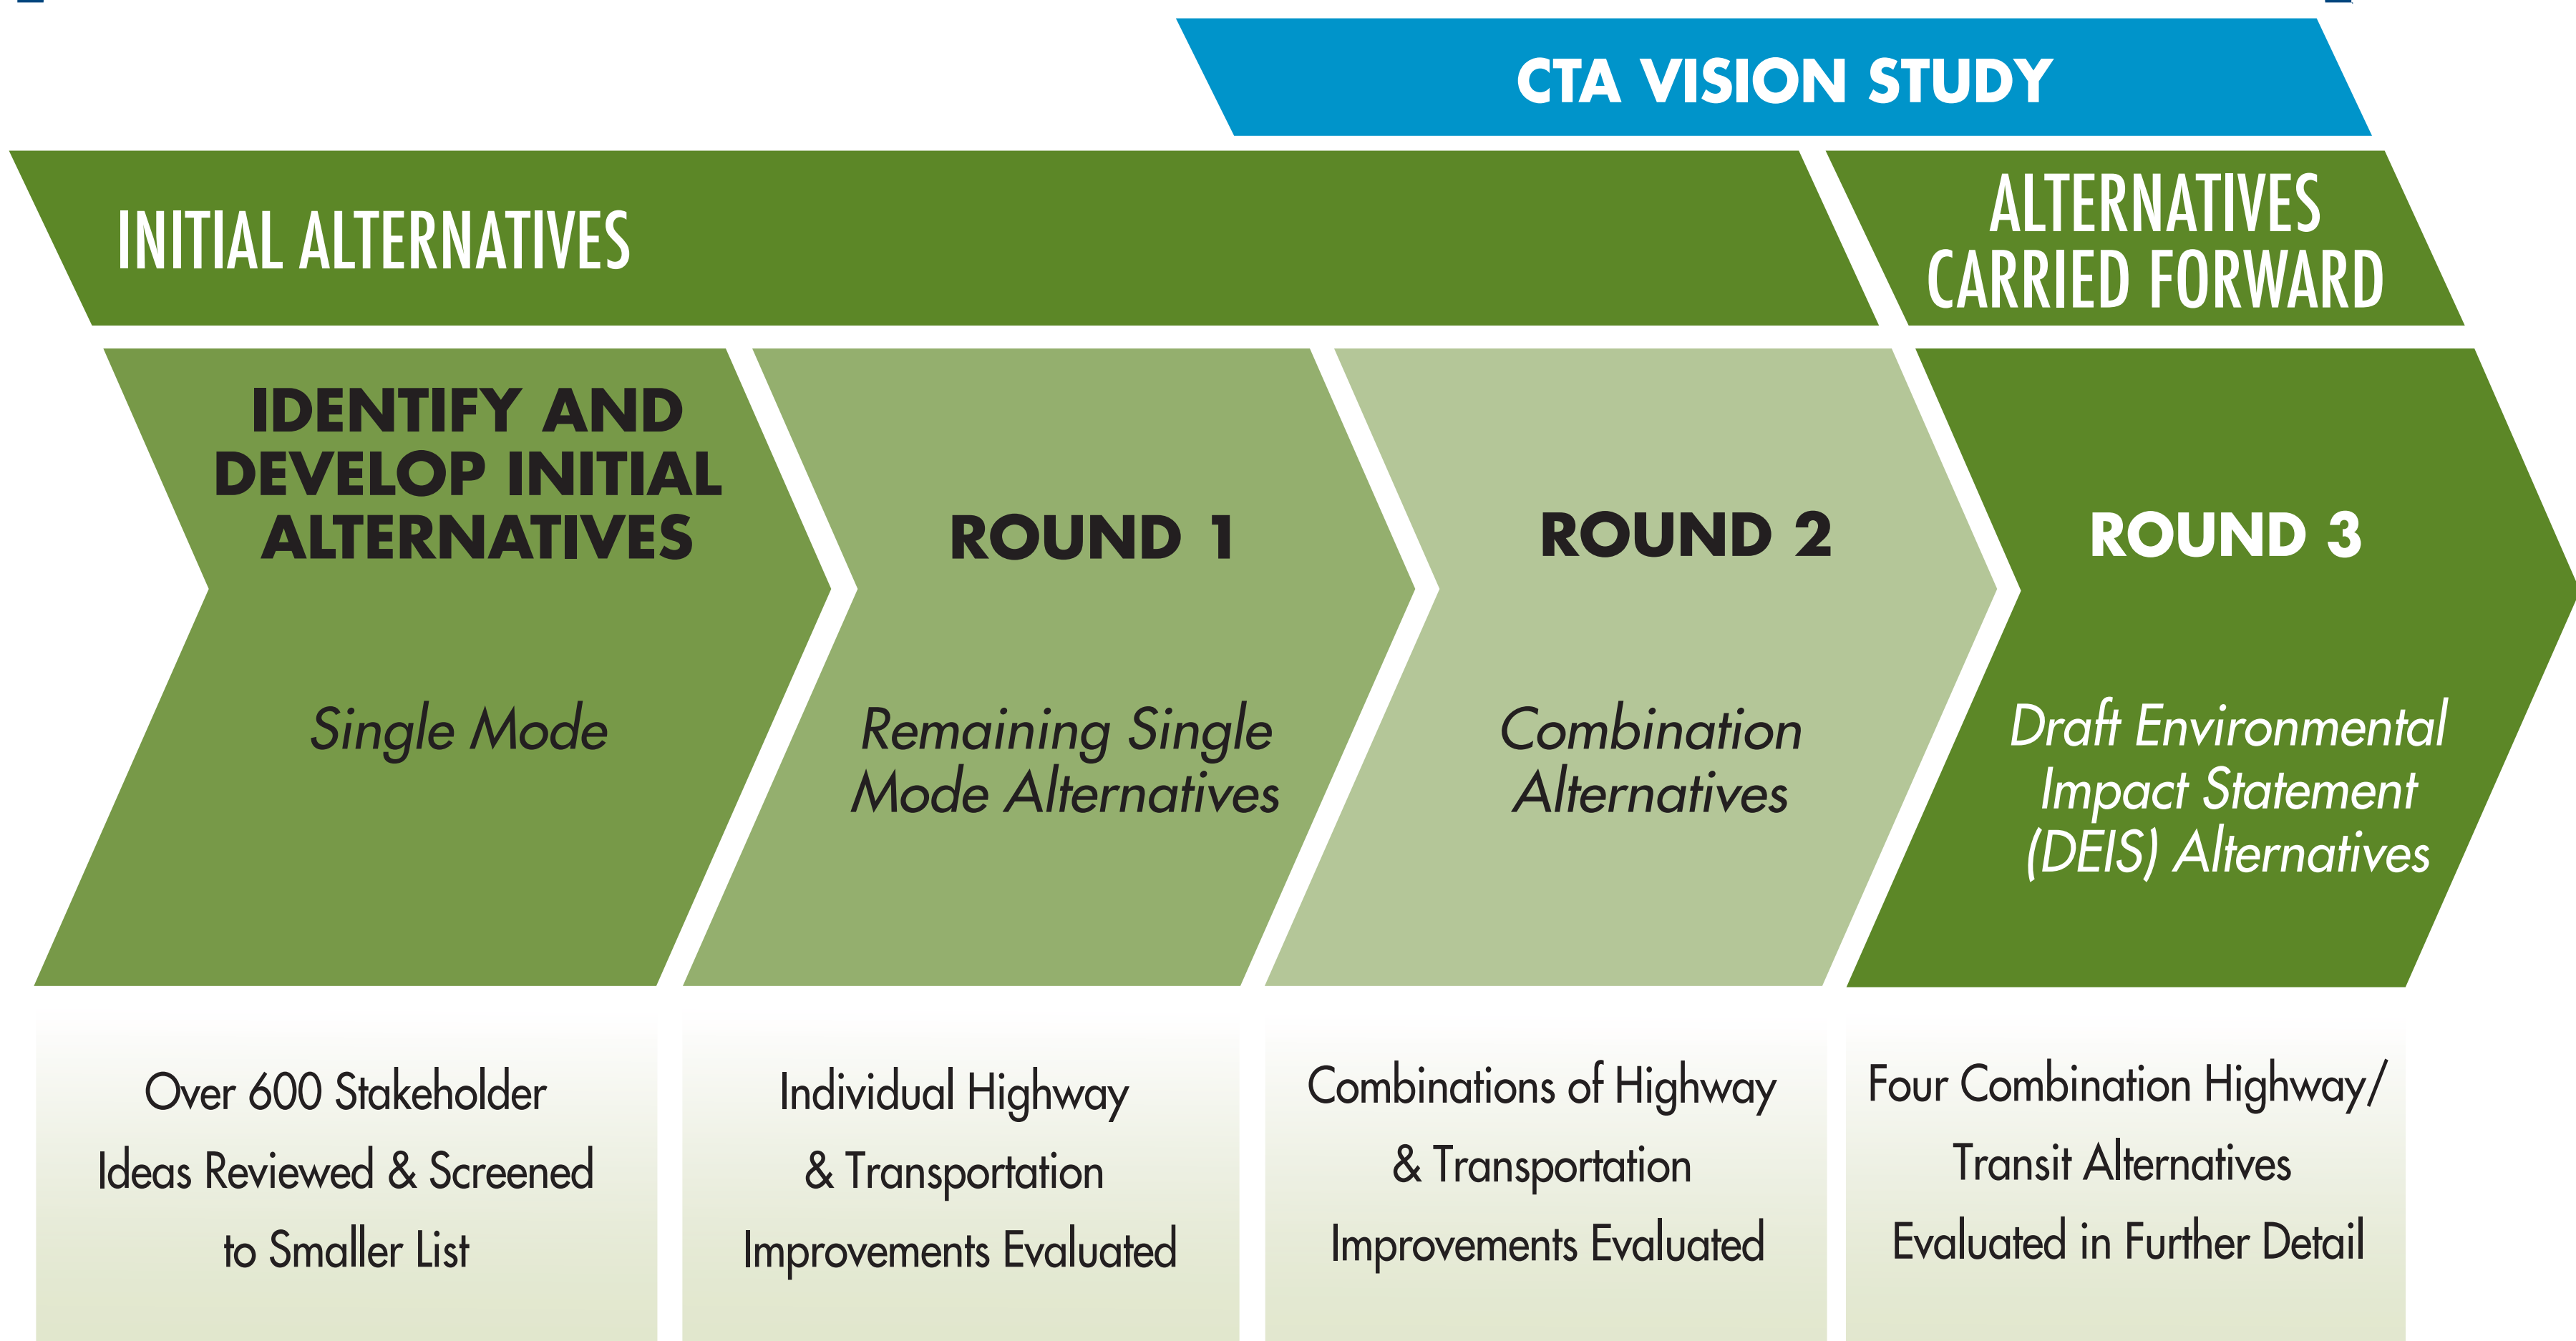 CTA VISION STUDY
INITIAL ALTERNATIVES
ALTERNATIVES
CARRIED FORWARD
IDENTIFY AND
DEVELOP INITIAL
ALTERNATIVES
Single Mode
ROUND 1
Remaining Single
Mode Alternatives
ROUND 2
Combination
Alternatives
ROUND 3
Draft Environmental
Impact Statement
(DEIS) Alternatives
Over 600 Stakeholder
Ideas Reviewed & Screened
to Smaller List
Individual Highway
& Transportation
Improvements Evaluated
Combinations of Highway
& Transportation
Improvements Evaluated
Four Combination Highway/
Transit Alternatives
Evaluated in Further Detail